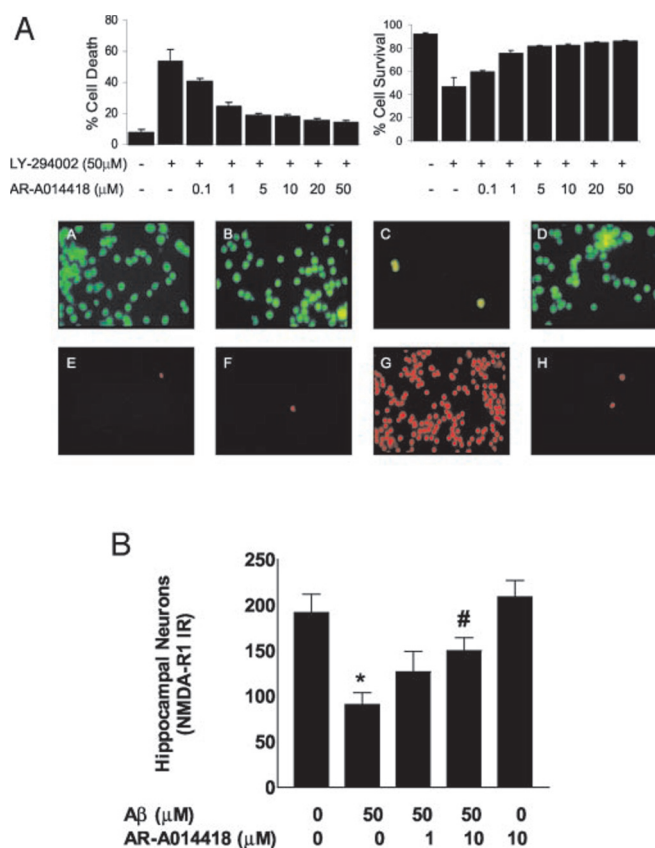 A
% Cell Death
80
60
40
20
0
% Cell Survival
100
80
60
40
20
0
LY-294002 (50μM) - + + + + + + +
AR-A014418 (μM) - - 0.1 1 5 10 20 50
- + + + + + + +
- - 0.1 1 5 10 20 50
A B C D
E F G H
B
Hippocampal Neurons
(NMDA-R1 IR)
250
200
150
100
50
0
*
#
Aβ (μM) 0 50 50 50 0
AR-A014418 (μM) 0 0 1 10 10